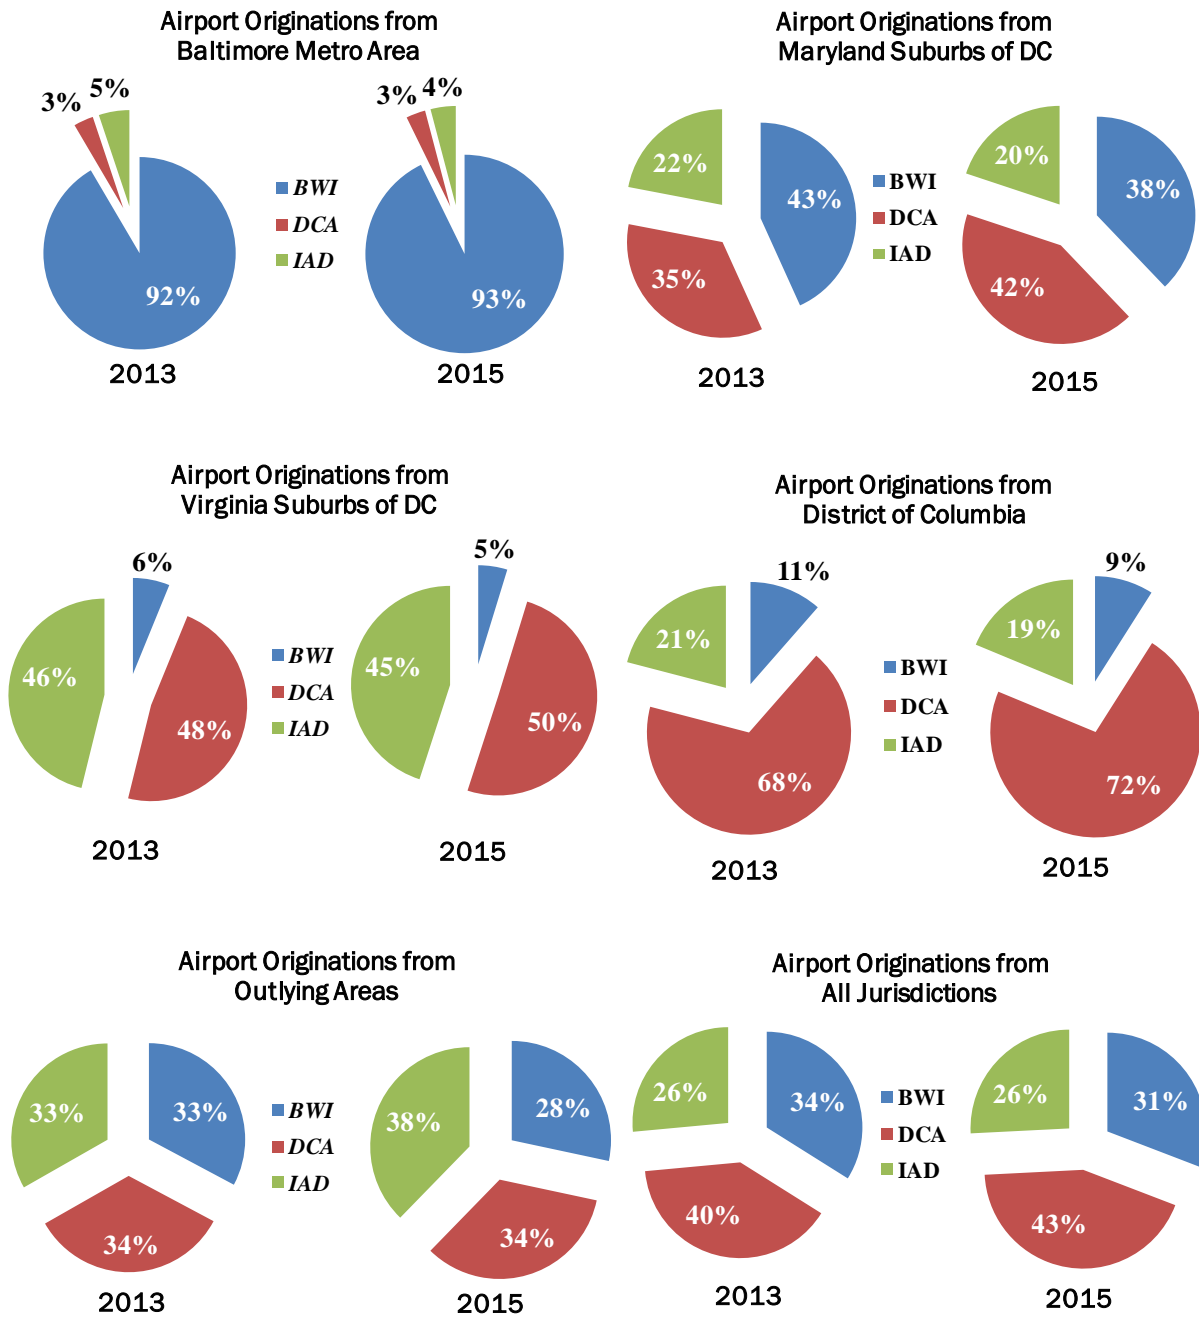 Airport Originations from
Baltimore Metro Area
3%
5%
92%
2013
BWI
DCA
IAD
3%
4%
93%
2015
Airport Originations from
Maryland Suburbs of DC
22%
43%
35%
2013
BWI
DCA
IAD
20%
38%
42%
2015
Airport Originations from
Virginia Suburbs of DC
6%
46%
48%
2013
BWI
DCA
IAD
5%
45%
50%
2015
Airport Originations from
District of Columbia
11%
21%
68%
2013
BWI
DCA
IAD
9%
19%
72%
2015
Airport Originations from
Outlying Areas
33%
33%
34%
2013
BWI
DCA
IAD
28%
38%
34%
2015
Airport Originations from
All Jurisdictions
26%
34%
40%
2013
BWI
DCA
IAD
26%
31%
43%
2015